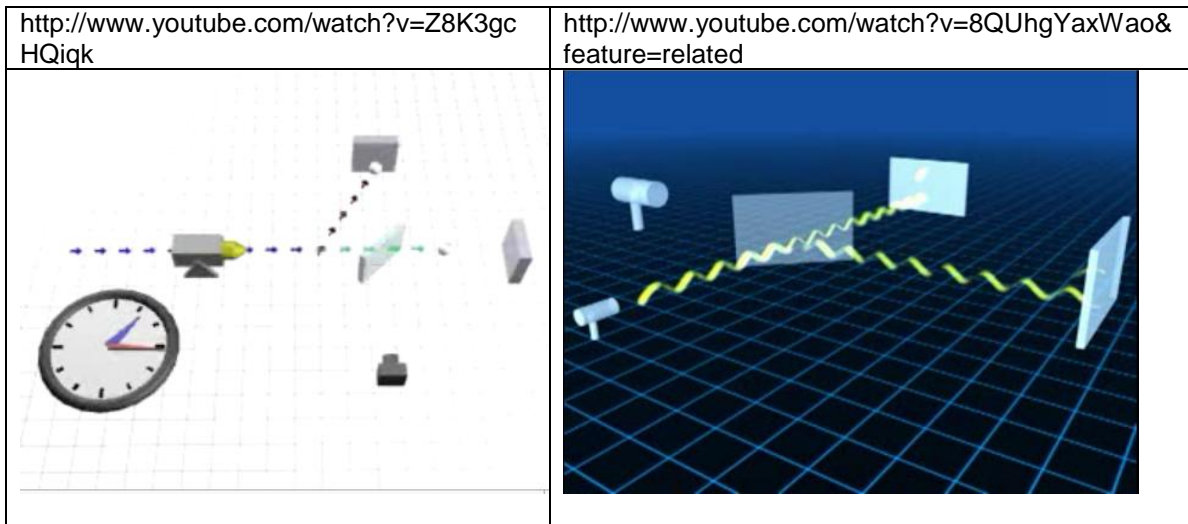 http://www.youtube.com/watch?v=Z8K3gc
HQiqk
http://www.youtube.com/watch?v=8QUhgYaxWao&
feature=related